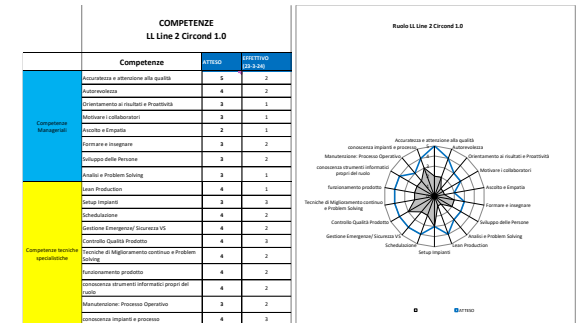 COMPETENZE
LL Line 2 Circond 1.0
Competenze ATTESO EFFETTIVO
(23-3-24)
Competenze
Manageriali
Accuratezza e attenzione alla qualità 5 2
Autorevolezza 4 2
Orientamento ai risultati e Proattività 3 1
Motivare i collaboratori 3 1
Ascolto e Empatia 2 1
Formare e insegnare 3 2
Sviluppo delle Persone 3 2
Analisi e Problem Solving 3 1
Competenze tecniche
specialistiche
Lean Production 4 1
Setup Impianti 3 3
Schedulazione 4 2
Gestione Emergenze/ Sicurezza VS 4 2
Controllo Qualità Prodotto 4 3
Tecniche di Miglioramento continuo e Problem
Solving 4 2
funzionamento prodotto 4 2
conoscenza strumenti informatici propri del
ruolo 4 2
Manutenzione: Processo Operativo 3 2
conoscenza impianti e processo 4 3
Ruolo LL Line 2 Circond 1.0
Accuratezza e attenzione alla qualità
Autorevolezza
Orientamento ai risultati e Proattività
Motivare i collaboratori
Ascolto e Empatia
Formare e insegnare
Sviluppo delle Persone
Analisi e Problem Solving
Lean Production
Setup Impianti
Schedulazione
Gestione Emergenze/ Sicurezza VS
Controllo Qualità Prodotto
Tecniche di Miglioramento continuo
e Problem Solving
funzionamento prodotto
conoscenza strumenti informatici
propri del ruolo
Manutenzione: Processo Operativo
conoscenza impianti e processo
ATTESO